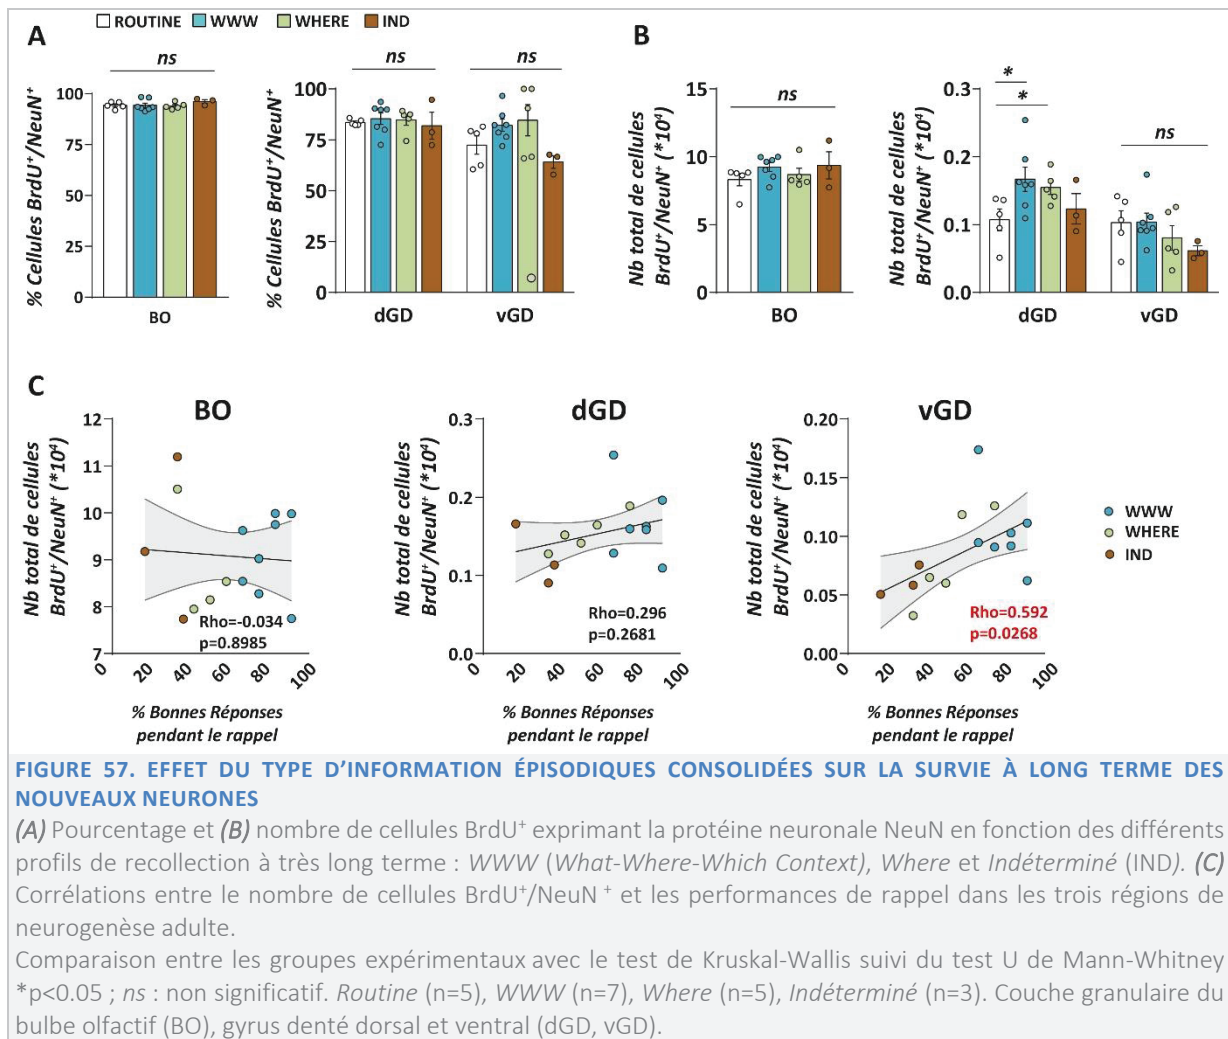 ROUTINE WWW WHERE IND
A
ns
% Cellules BrdU⁺/NeuN⁺
100
75
50
25
0
BO
ns
ns
% Cellules BrdU⁺/NeuN⁺
100
75
50
25
0
dGD
vGD
B
ns
Nb total de cellules
BrdU⁺/NeuN⁺ (*10⁴)
15
10
5
0
BO
*
*
ns
Nb total de cellules
BrdU⁺/NeuN⁺ (*10⁴)
0.3
0.2
0.1
0.0
dGD
vGD
C
BO
Nb total de cellules
BrdU⁺/NeuN⁺ (*10⁴)
12
11
10
9
8
7
Rho=-0.034
p=0.8985
0
20
40
60
80
100
% Bonnes Réponses
pendant le rappel
dGD
Nb total de cellules
BrdU⁺/NeuN⁺ (*10⁴)
0.3
0.2
0.1
0.0
Rho=0.296
p=0.2681
0
20
40
60
80
100
% Bonnes Réponses
pendant le rappel
vGD
Nb total de cellules
BrdU⁺/NeuN⁺ (*10⁴)
0.20
0.15
0.10
0.05
0.00
Rho=0.592
p=0.0268
0
20
40
60
80
100
% Bonnes Réponses
pendant le rappel
WWW
WHERE
IND
FIGURE 57. EFFET DU TYPE D'INFORMATION ÉPISODIQUES CONSOLIDÉES SUR LA SURVIE À LONG TERME DES
NOUVEAUX NEURONES
(A) Pourcentage et (B) nombre de cellules BrdU⁺ exprimant la protéine neuronale NeuN en fonction des différents
profils de recollection à très long terme : WWW (What-Where-Which Context), Where et Indéterminé (IND). (C)
Corrélations entre le nombre de cellules BrdU⁺/NeuN ⁺ et les performances de rappel dans les trois régions de
neurogenèse adulte.
Comparaison entre les groupes expérimentaux avec le test de Kruskal-Wallis suivi du test U de Mann-Whitney
*p<0.05 ; ns : non significatif. Routine (n=5), WWW (n=7), Where (n=5), Indéterminé (n=3). Couche granulaire du
bulbe olfactif (BO), gyrus denté dorsal et ventral (dGD, vGD).